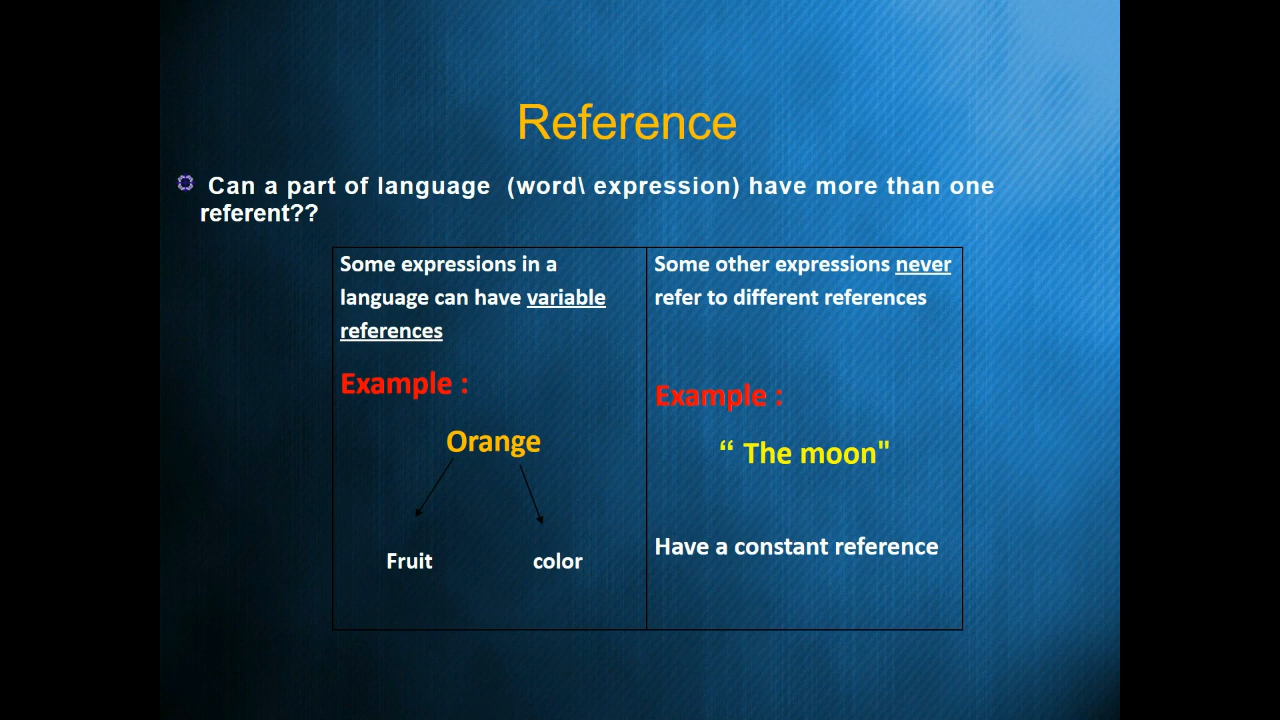 Reference
Can a part of language (word\ expression) have more than one
referent??
Some expressions in a
language can have variable
references
Example :
Orange
Fruit color
Some other expressions never
refer to different references
Example :
“ The moon"
Have a constant reference